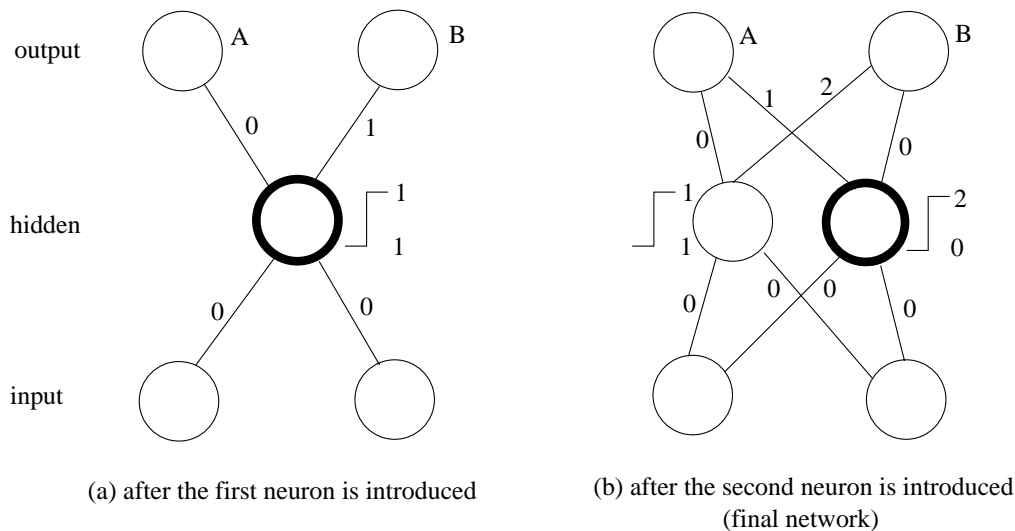 output A B A B
0 1 0 1 2 0
hidden 1 1 1 1 2 0
0 0 0 0 0 0
input
(a) after the first neuron is introduced
(b) after the second neuron is introduced
(final network)